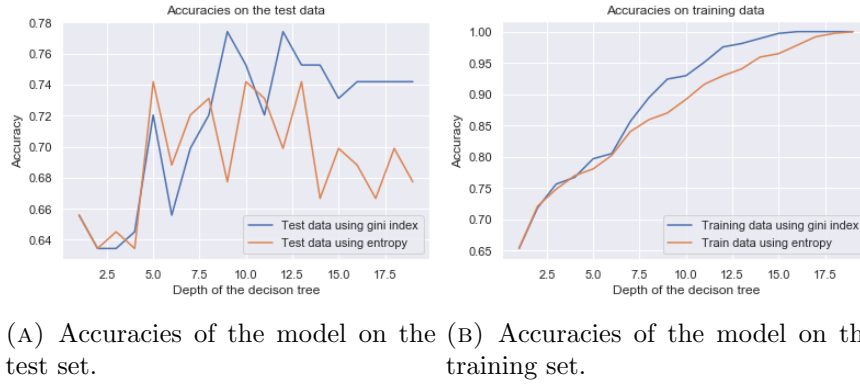 Accuracies on the test data
0.78
0.76
0.74
0.72
0.70
0.68
0.66
0.64
Accuracy
2.5 5.0 7.5 10.0 12.5 15.0 17.5
Depth of the decison tree
Test data using gini index
Test data using entropy
Accuracies on training data
1.00
0.95
0.90
0.85
0.80
0.75
0.70
0.65
Accuracy
2.5 5.0 7.5 10.0 12.5 15.0 17.5
Depth of the decison tree
Training data using gini index
Train data using entropy
(A) Accuracies of the model on the
test set.
(B) Accuracies of the model on th
training set.